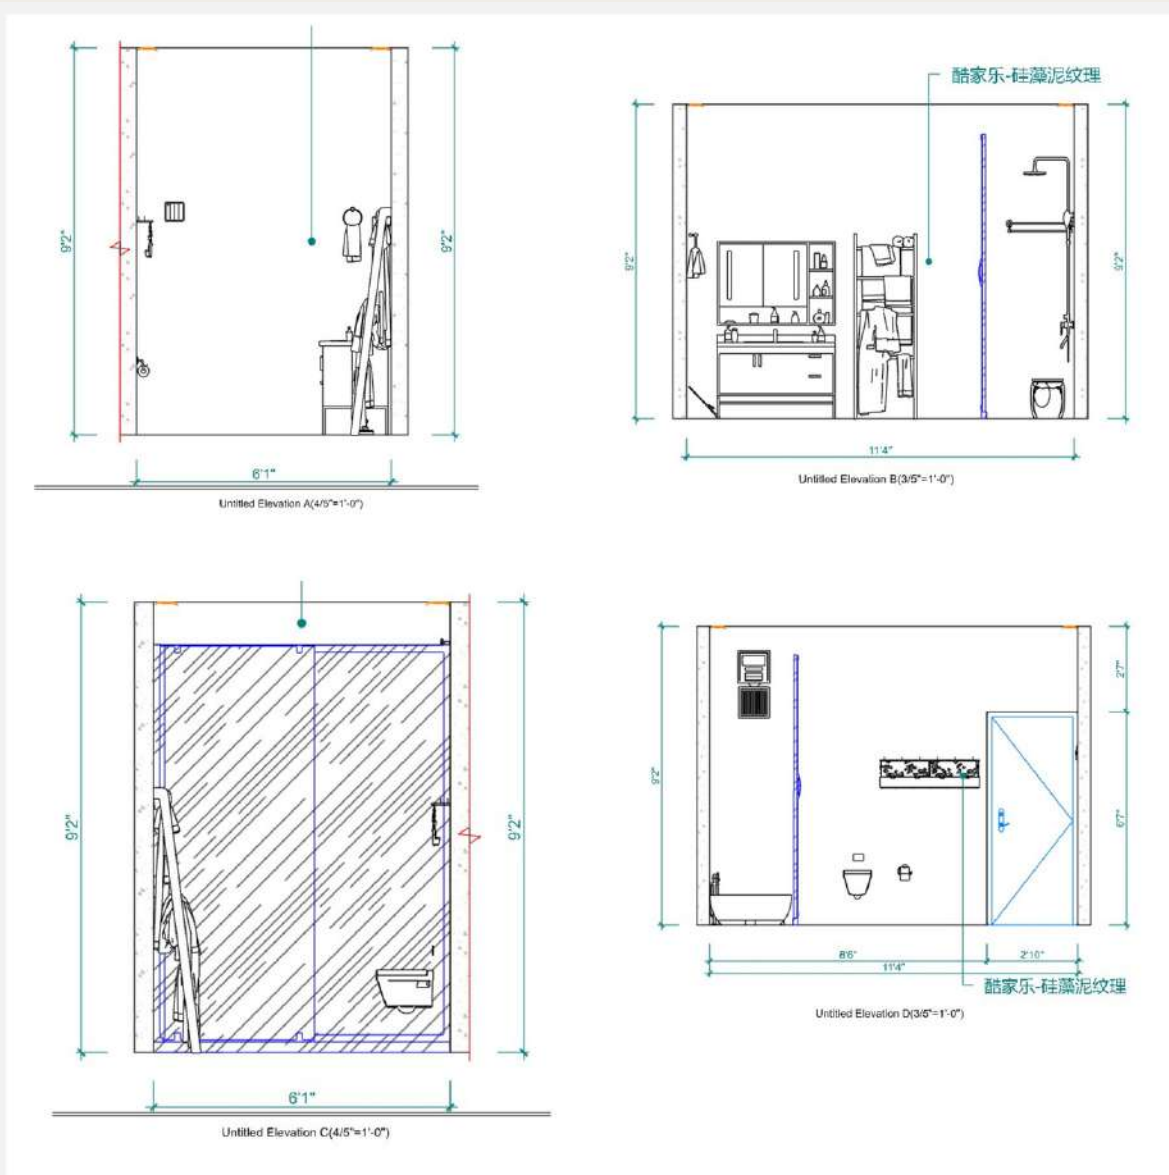 9'2"
9'2"
6'1"
Untitled Elevation A(4/5"=1'-0")
酷家乐-硅藻泥纹理
9'2"
9'2"
11'4"
Untitled Elevation B(3/5"=1'-0")
9'2"
9'2"
6'1"
Untitled Elevation C(4/5"=1'-0")
9'2"
2'7"
6'7"
8'6"
2'10"
11'4"
酷家乐-硅藻泥纹理
Untitled Elevation D(3/5"=1'-0")